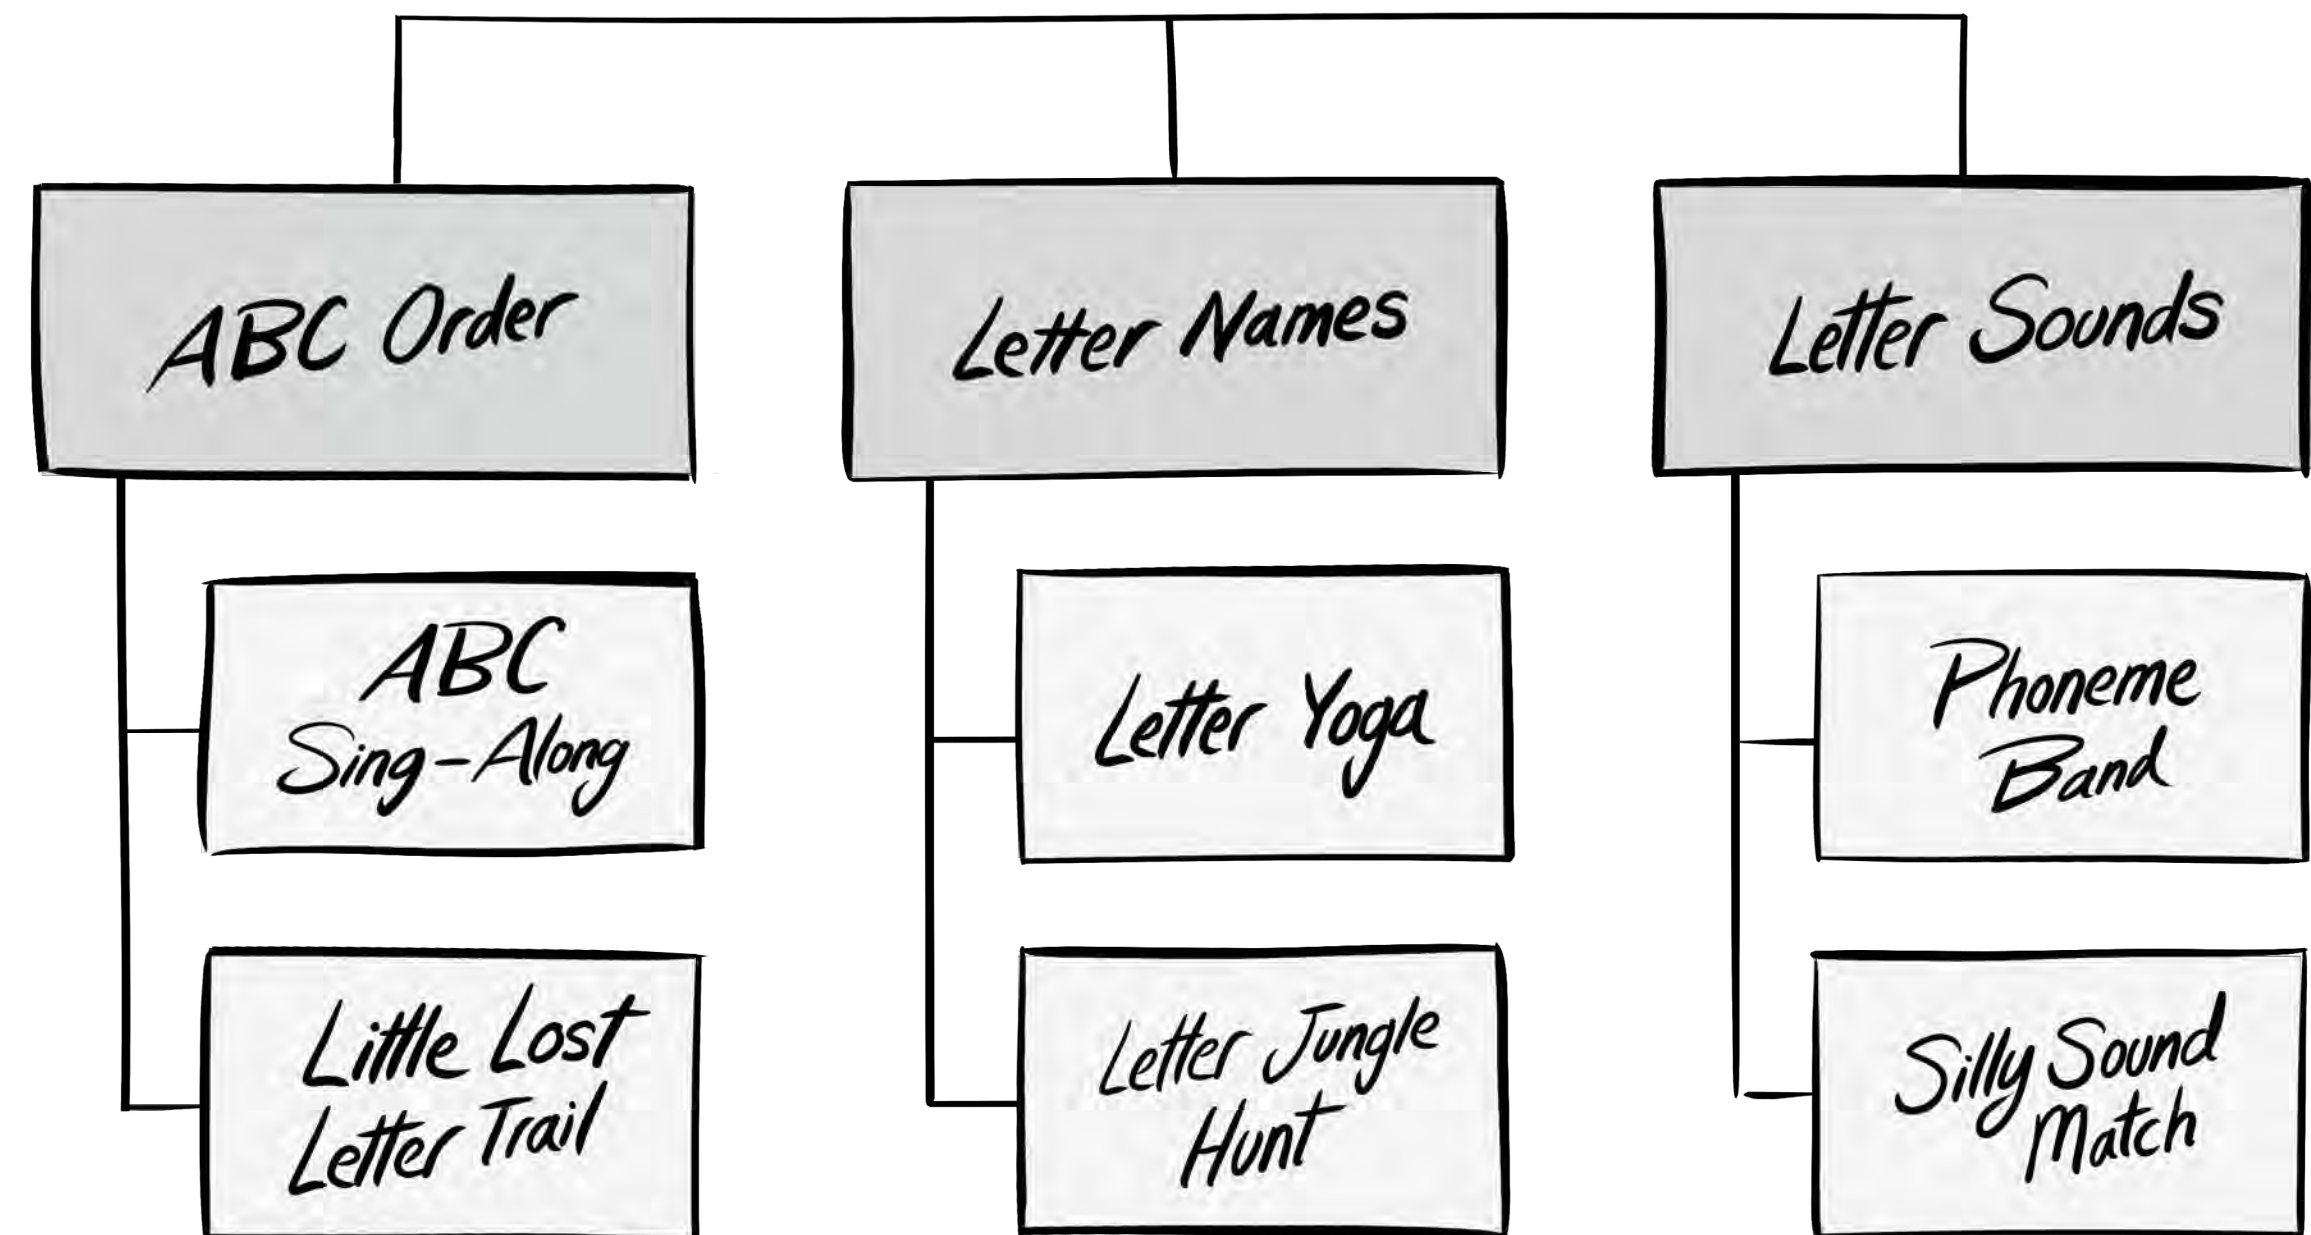 ABC Order
Letter Names
Letter Sounds
ABC
Sing-Along
Letter Yoga
Phoneme
Band
Little Lost
Letter Trail
Letter Jungle
Hunt
Silly Sound
Match